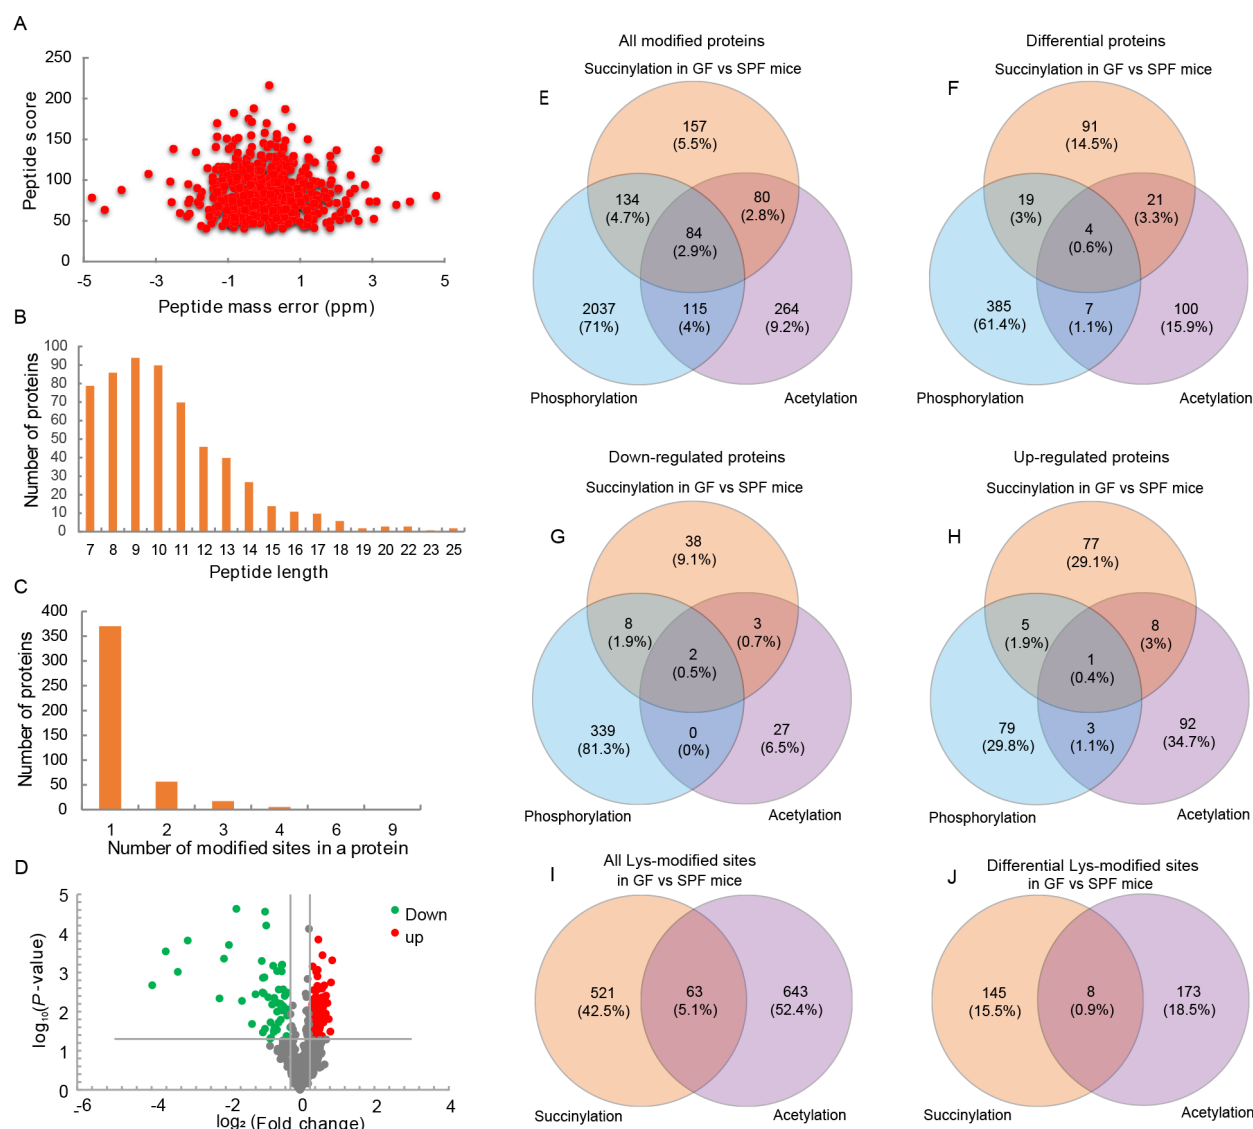 A
250
200
150
100
50
0
-5
-3
-1
1
3
5
Peptide score
Peptide mass error (ppm)
B
100
90
80
70
60
50
40
30
20
10
0
7 8 9 10 11 12 13 14 15 16 17 18 19 20 22 23 25
Number of proteins
Peptide length
C
400
350
300
250
200
150
100
50
0
1 2 3 4 6 9
Number of proteins
Number of modified sites in a protein
D
5
4
3
2
1
0
-6 -4 -2 0 2 4
log₁₀(P-value)
log₂ (Fold change)
Down
up
All modified proteins
Succinylation in GF vs SPF mice
E
157
(5.5%)
134
(4.7%)
80
(2.8%)
84
(2.9%)
2037
(71%)
115
(4%)
264
(9.2%)
Phosphorylation
Acetylation
Differential proteins
Succinylation in GF vs SPF mice
F
91
(14.5%)
19
(3%)
21
(3.3%)
4
(0.6%)
385
(61.4%)
7
(1.1%)
100
(15.9%)
Phosphorylation
Acetylation
Down-regulated proteins
Succinylation in GF vs SPF mice
G
38
(9.1%)
8
(1.9%)
3
(0.7%)
2
(0.5%)
339
(81.3%)
0
(0%)
27
(6.5%)
Phosphorylation
Acetylation
Up-regulated proteins
Succinylation in GF vs SPF mice
H
77
(29.1%)
5
(1.9%)
8
(3%)
1
(0.4%)
79
(29.8%)
3
(1.1%)
92
(34.7%)
Phosphorylation
Acetylation
All Lys-modified sites
in GF vs SPF mice
I
521
(42.5%)
63
(5.1%)
643
(52.4%)
Succinylation
Acetylation
Differential Lys-modified sites
in GF vs SPF mice
J
145
(15.5%)
8
(0.9%)
173
(18.5%)
Succinylation
Acetylation